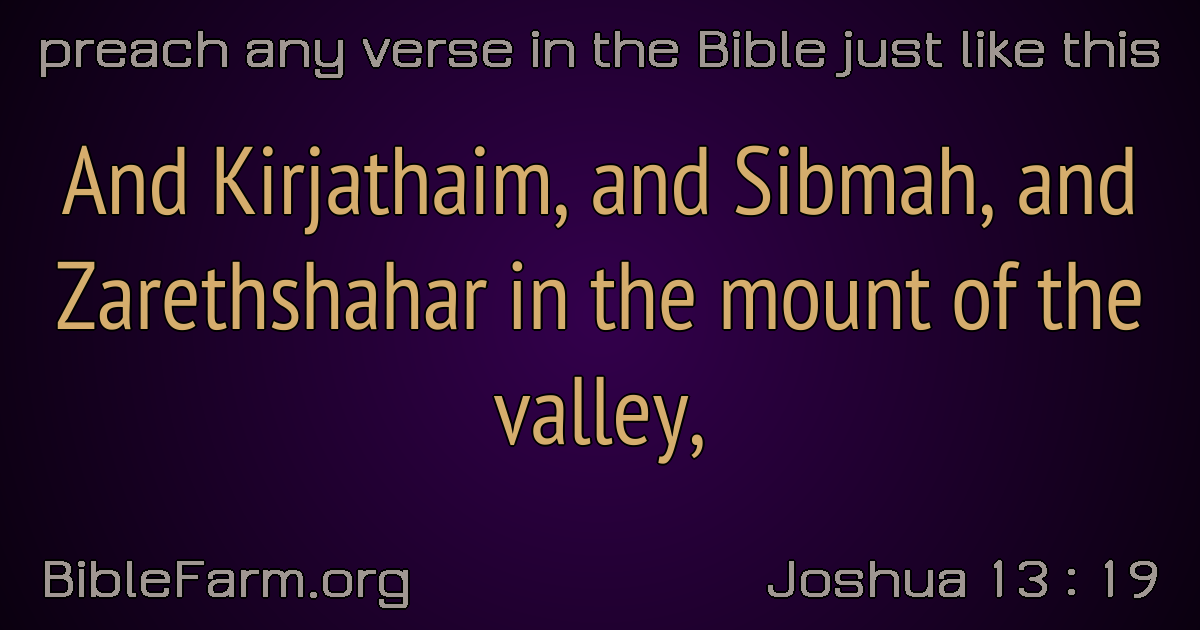 preach any verse in the Bible just like this
And Kirjathaim, and Sibmah, and
Zarethshahar in the mount of the
valley,
BibleFarm.org
Joshua 13 : 19